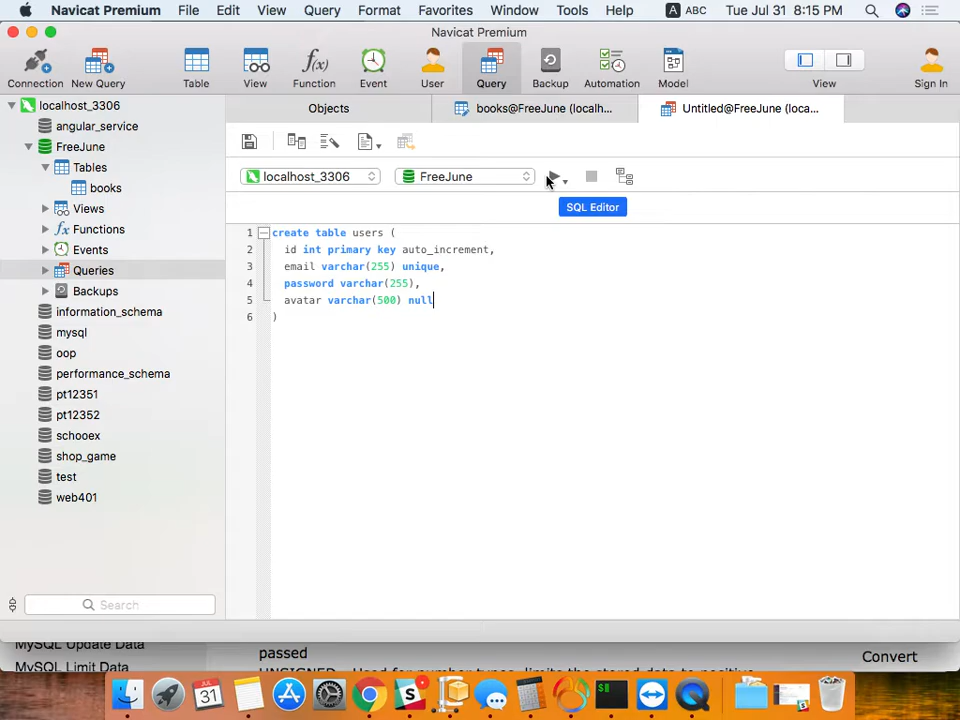 Navicat Premium File Edit View Query Format Favorites Window Tools Help A ABC Tue Jul 31 8:15 PM
Navicat Premium
Connection New Query Table View Function Event User Query Backup Automation Model View Sign In
f(x)
localhost_3306
angular_service
FreeJune
Tables
books
Views
fx Functions
Events
Queries
Backups
information_schema
mysql
oop
performance_schema
pt12351
pt12352
schooex
shop_game
test
web401
Search
Objects books@FreeJune (localh... Untitled@FreeJune (loca...
localhost_3306 FreeJune
SQL Editor
1 create table users (
2 id int primary key auto_increment,
3 email varchar(255) unique,
4 password varchar(255),
5 avatar varchar(500) null
6 )
MySQL Update Data
MySQL Limit Data
passed
Convert
31